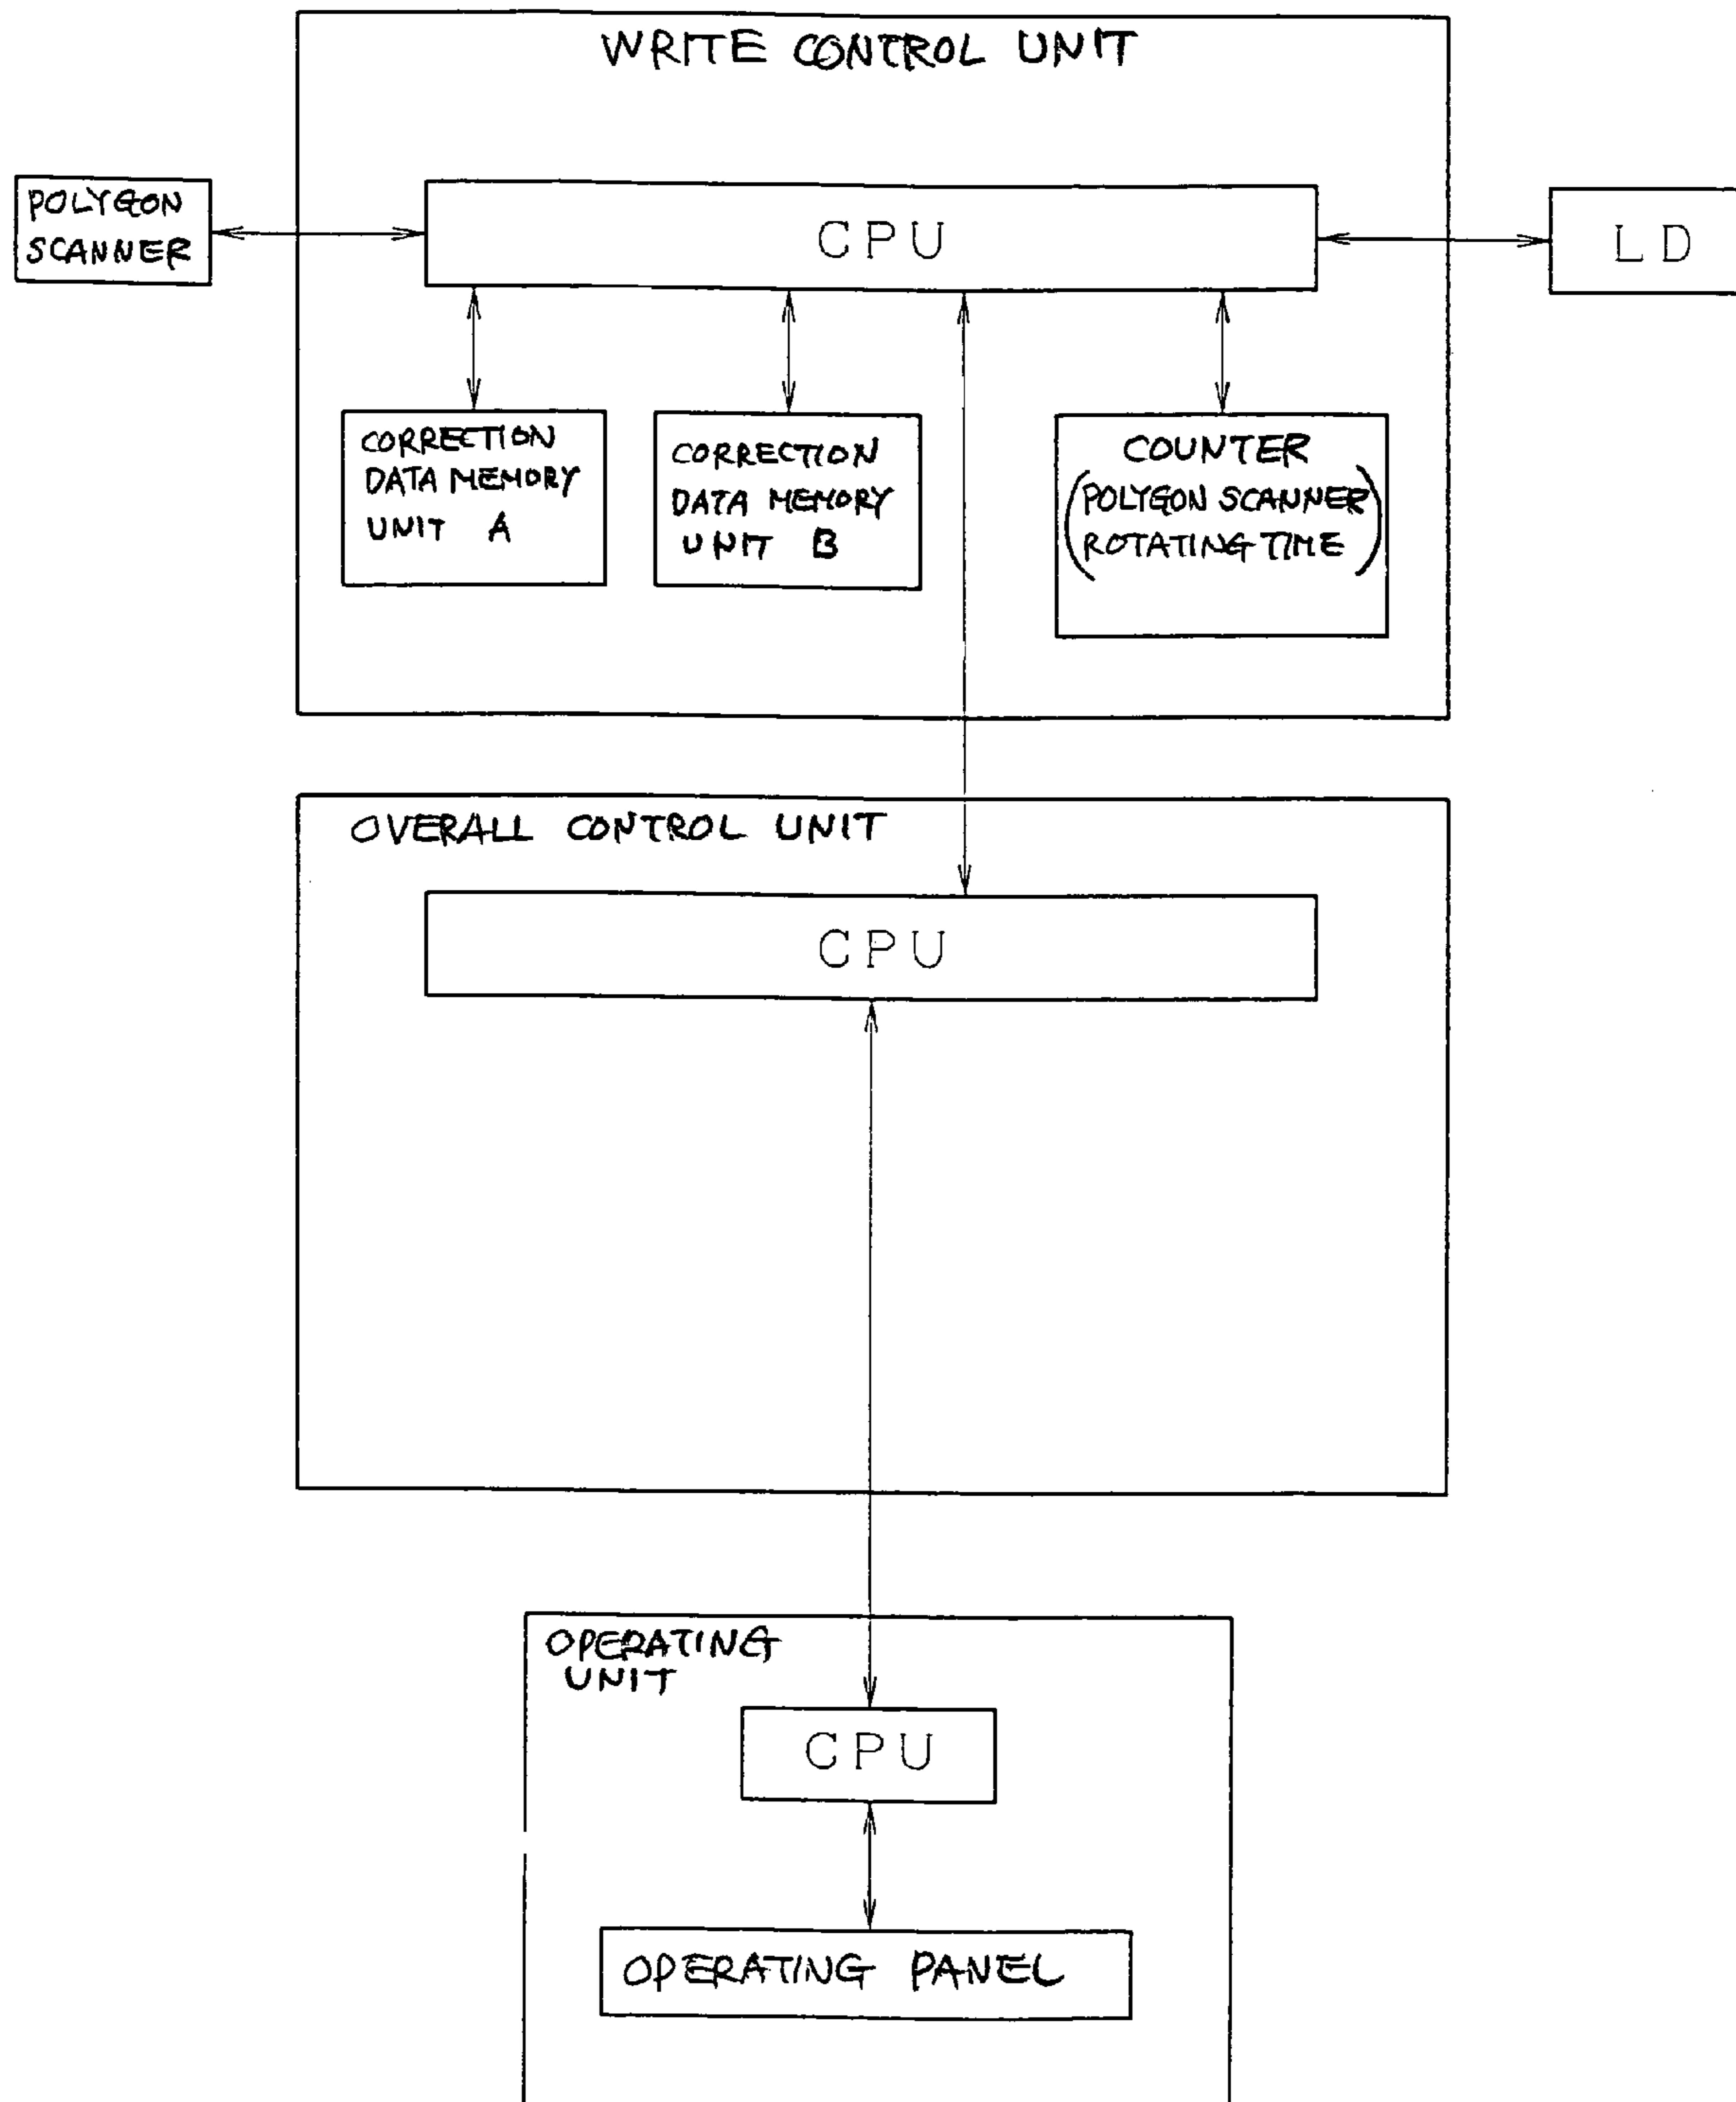 WRITE CONTROL UNIT
POLYGON
SCANNER
CPU
LD
CORRECTION
DATA MEMORY
UNIT A
CORRECTION
DATA MEMORY
UNIT B
COUNTER
(POLYGON SCANNER
ROTATING TIME)
OVERALL CONTROL UNIT
CPU
OPERATING
UNIT
CPU
OPERATING PANEL